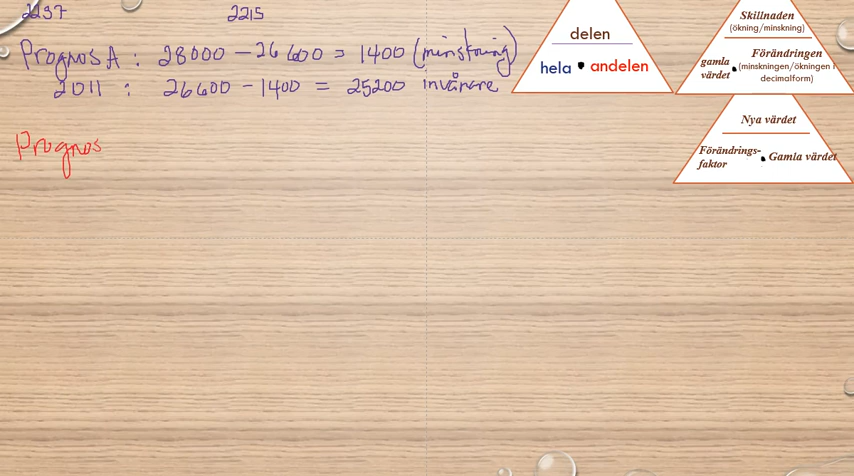 2237 2215
Prognos A : 28000 – 26600 = 1400 (minskning)
2011 : 26600 - 1400 = 25200 invånare
Prognos
delen
hela • andelen
Skillnaden
(ökning/minskning)
gamla värdet • Förändringen
(minskningen/ökningen i
decimalform)
Nya värdet
Förändrings-
faktor • Gamla värdet